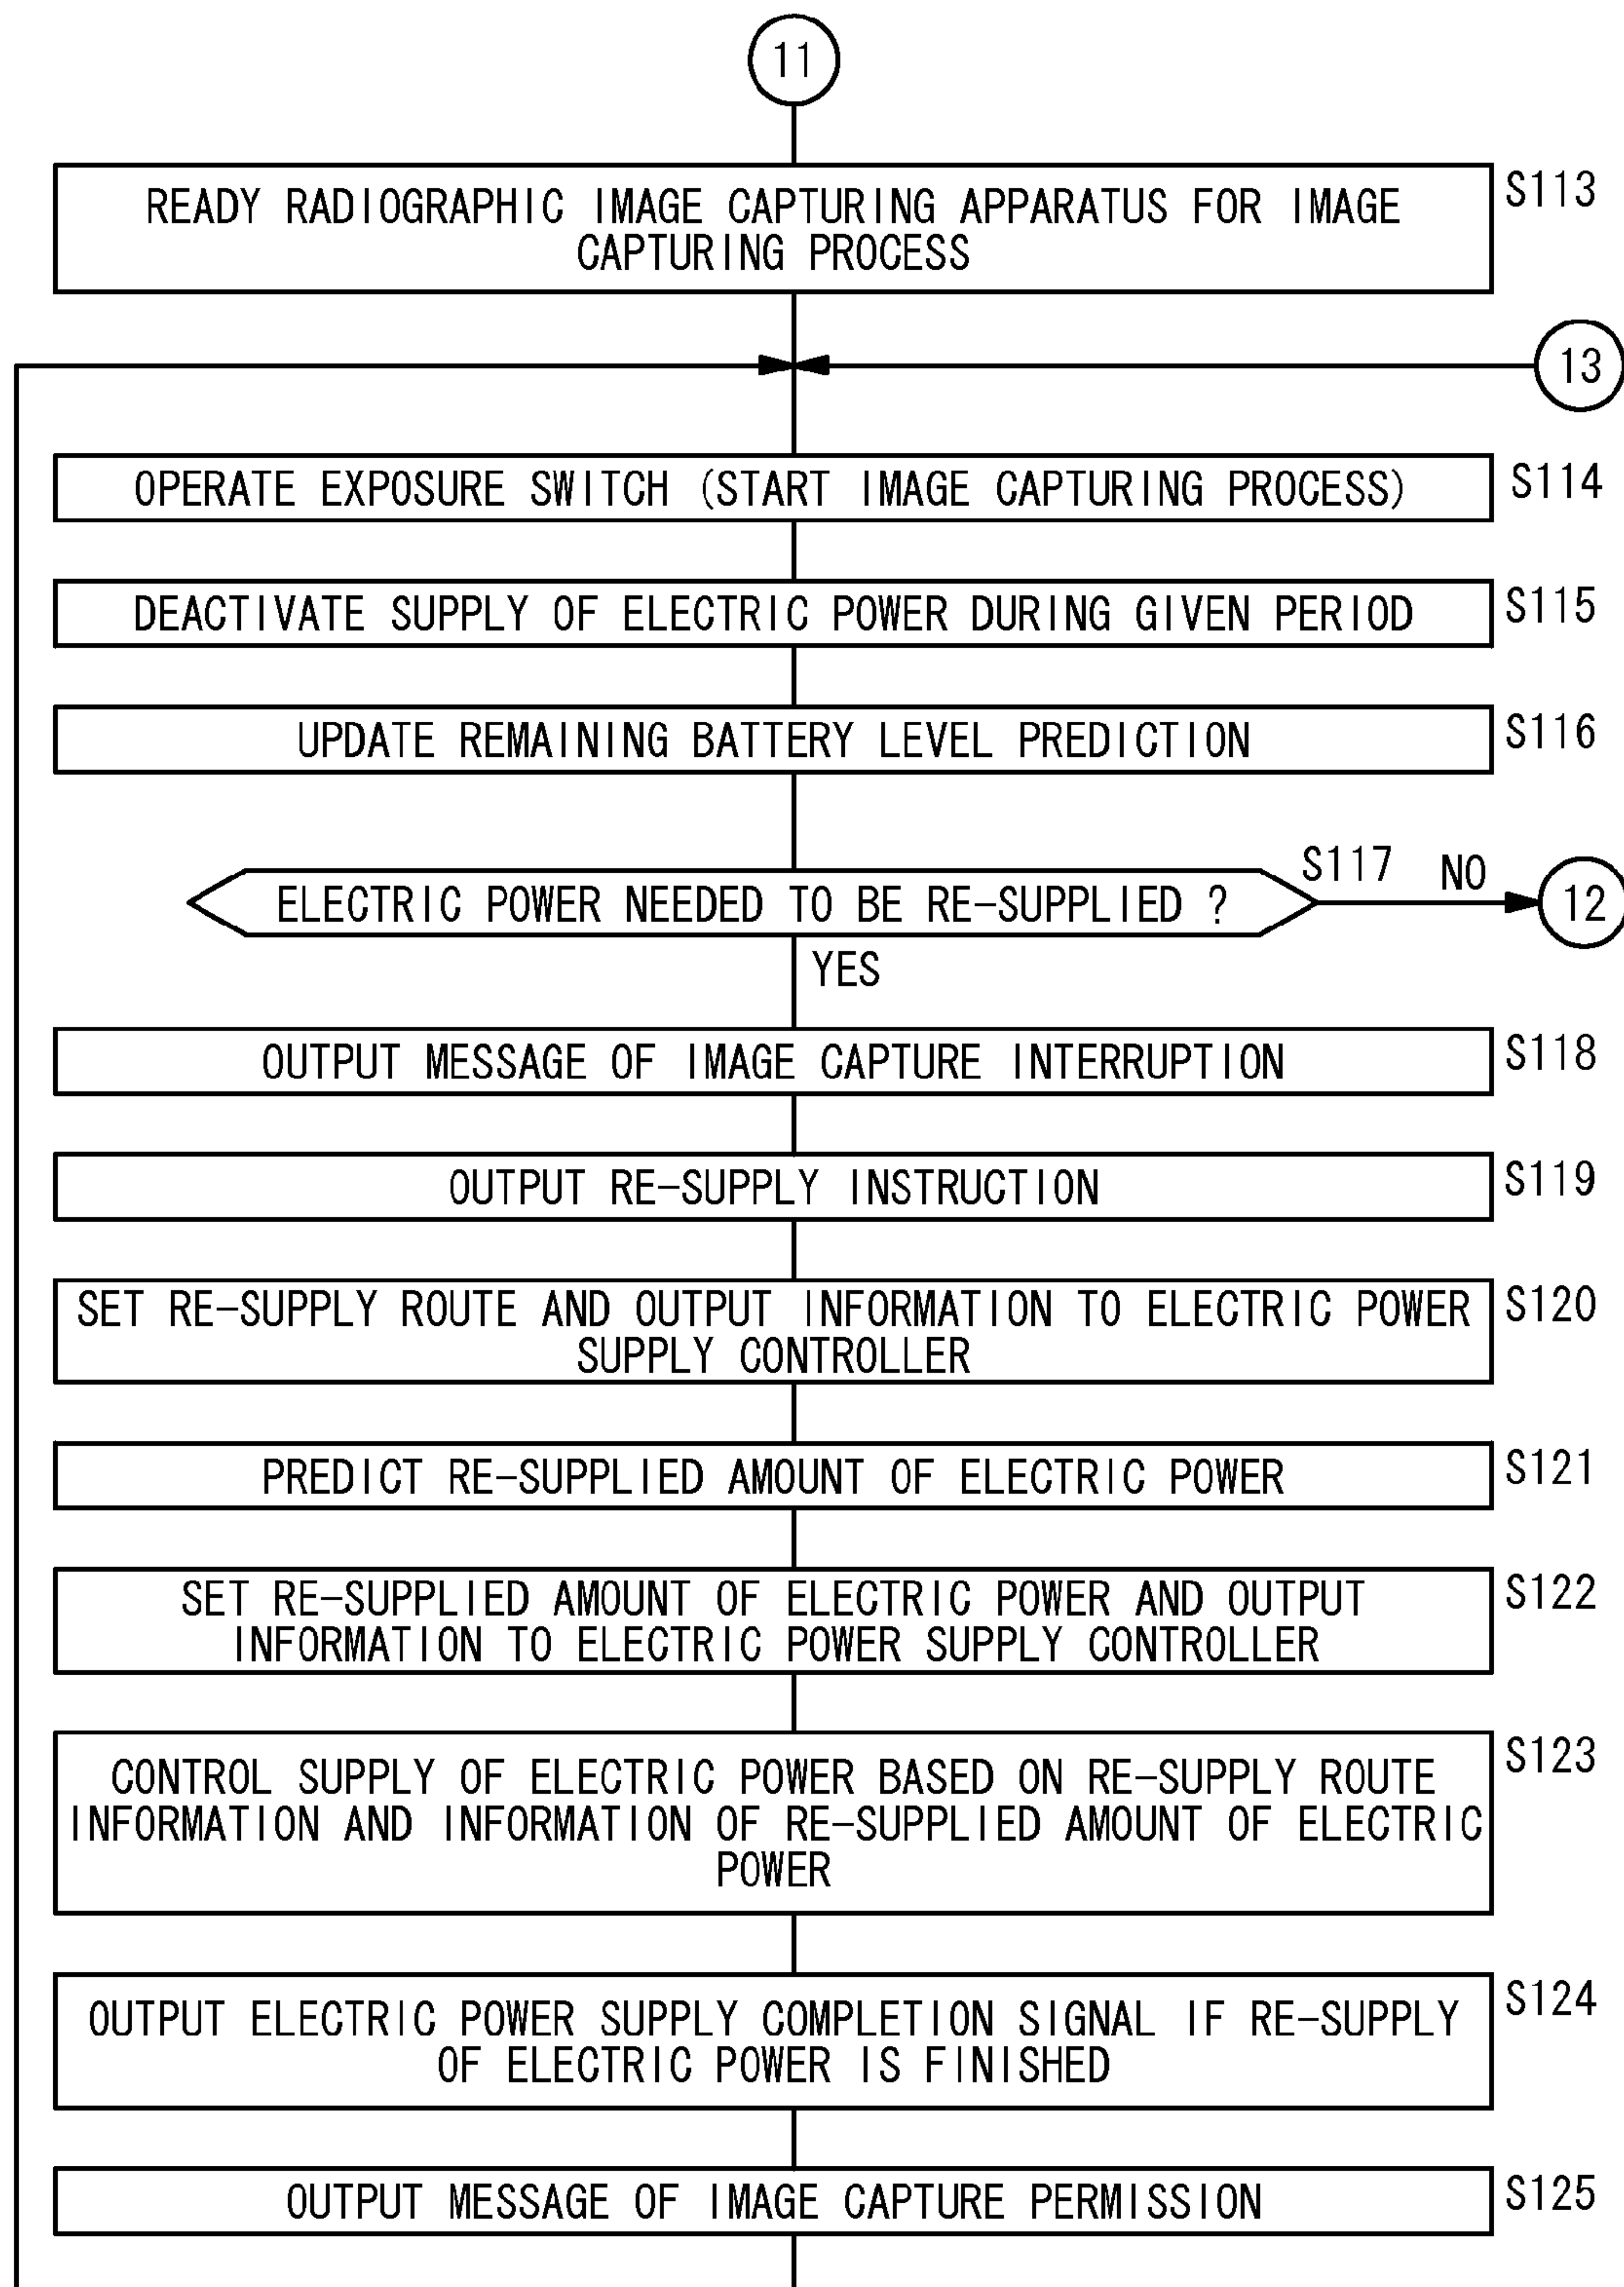 11
READY RADIOGRAPHIC IMAGE CAPTURING APPARATUS FOR IMAGE
CAPTURING PROCESS
S113
13
OPERATE EXPOSURE SWITCH (START IMAGE CAPTURING PROCESS)
S114
DEACTIVATE SUPPLY OF ELECTRIC POWER DURING GIVEN PERIOD
S115
UPDATE REMAINING BATTERY LEVEL PREDICTION
S116
ELECTRIC POWER NEEDED TO BE RE-SUPPLIED ?
S117
NO
12
YES
OUTPUT MESSAGE OF IMAGE CAPTURE INTERRUPTION
S118
OUTPUT RE-SUPPLY INSTRUCTION
S119
SET RE-SUPPLY ROUTE AND OUTPUT INFORMATION TO ELECTRIC POWER
SUPPLY CONTROLLER
S120
PREDICT RE-SUPPLIED AMOUNT OF ELECTRIC POWER
S121
SET RE-SUPPLIED AMOUNT OF ELECTRIC POWER AND OUTPUT
INFORMATION TO ELECTRIC POWER SUPPLY CONTROLLER
S122
CONTROL SUPPLY OF ELECTRIC POWER BASED ON RE-SUPPLY ROUTE
INFORMATION AND INFORMATION OF RE-SUPPLIED AMOUNT OF ELECTRIC
POWER
S123
OUTPUT ELECTRIC POWER SUPPLY COMPLETION SIGNAL IF RE-SUPPLY
OF ELECTRIC POWER IS FINISHED
S124
OUTPUT MESSAGE OF IMAGE CAPTURE PERMISSION
S125